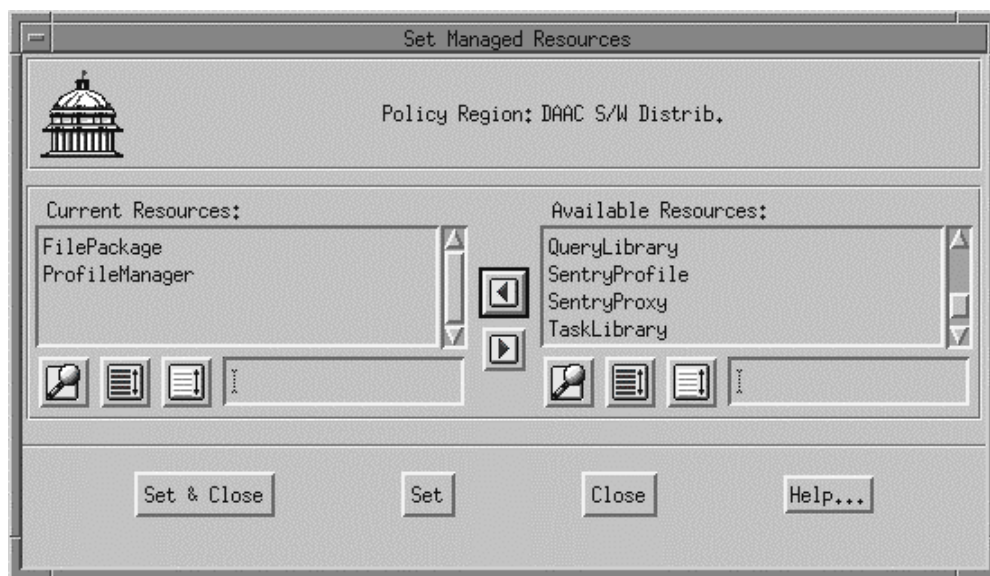 Set Managed Resources
Policy Region: DAAC S/W Distrib.
Current Resources:
FilePackage
ProfileManager
Available Resources:
QueryLibrary
SentryProfile
SentryProxy
TaskLibrary
Set & Close
Set
Close
Help...